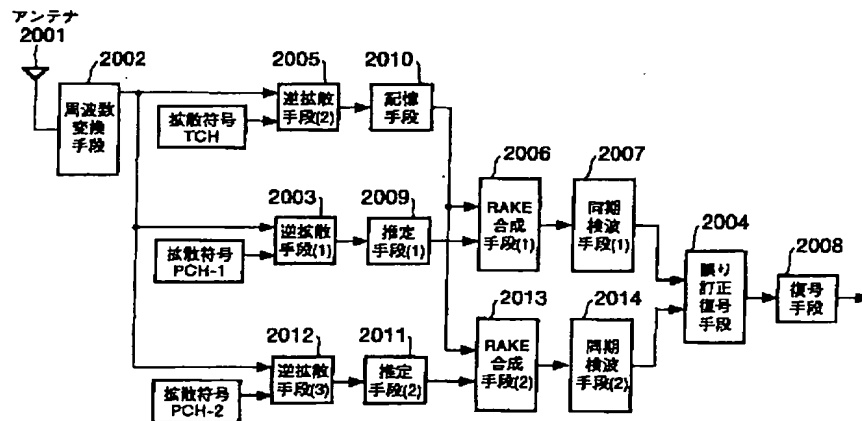 アンテナ
2001
2002
周波数
変換
手段
2005
逆拡散
手段(2)
2010
記憶
手段
拡散符号
TCH
2003
逆拡散
手段(1)
2009
推定
手段(1)
拡散符号
PCH-1
2006
RAKE
合成
手段(1)
2007
同期
検波
手段(1)
2004
誤り
訂正
復号
手段
2008
復号
手段
2012
逆拡散
手段(3)
2011
推定
手段(2)
拡散符号
PCH-2
2013
RAKE
合成
手段(2)
2014
同期
検波
手段(2)